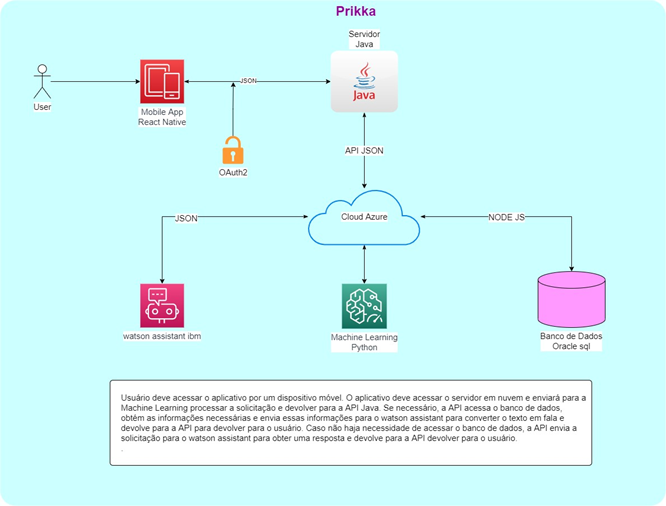 Prikka
Servidor
Java
User
Mobile App
React Native
JSON
Java
OAuth2
API JSON
Cloud Azure
JSON
NODE JS
watson assistant ibm
Machine Learning
Python
Banco de Dados
Oracle sql
Usuário deve acessar o aplicativo por um dispositivo móvel. O aplicativo deve acessar o servidor em nuvem e enviará para a
Machine Learning processar a solicitação e devolver para a API Java. Se necessário, a API acessa o banco de dados,
obtém as informações necessárias e envia essas informações para o watson assistant para converter o texto em fala e
devolve para a API para devolver para o usuário. Caso não haja necessidade de acessar o banco de dados, a API envia a
solicitação para o watson assistant para obter uma resposta e devolve para a API devolver para o usuário.
.